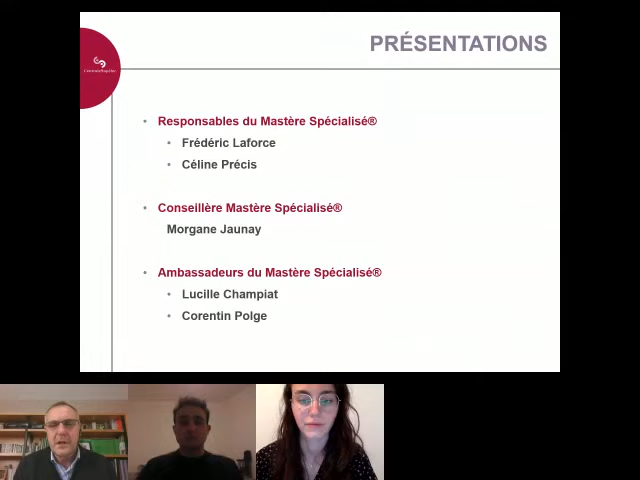 PRÉSENTATIONS
CentraleSupélec
• Responsables du Mastère Spécialisé®
• Frédéric Laforce
• Céline Précis
• Conseillère Mastère Spécialisé®
Morgane Jaunay
• Ambassadeurs du Mastère Spécialisé®
• Lucille Champiat
• Corentin Polge